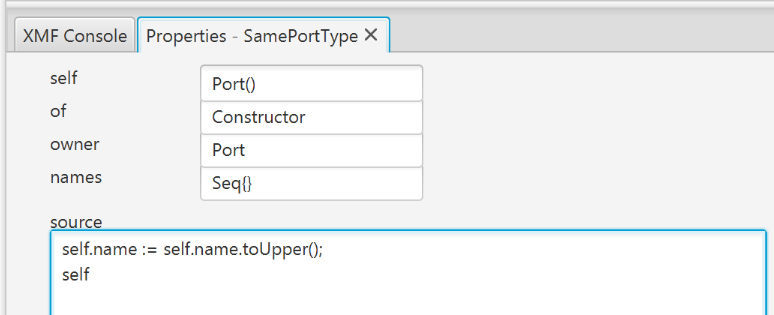 XMF Console Properties - SamePortType
self Port()
of Constructor
owner Port
names Seq{}
source
self.name := self.name.toUpper();
self